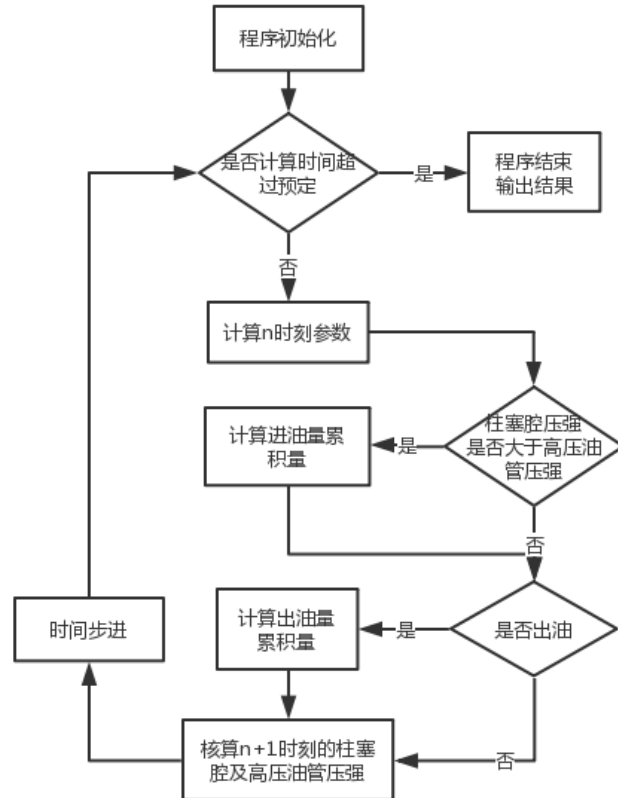 程序初始化
是否计算时间超
过预定
是
程序结束
输出结果
否
计算n时刻参数
柱塞腔压强
是否大于高压油
管压强
是
计算进油量累
积量
否
是否出油
是
计算出油量
累积量
时间步进
否
核算n+1时刻的柱塞
腔及高压油管压强